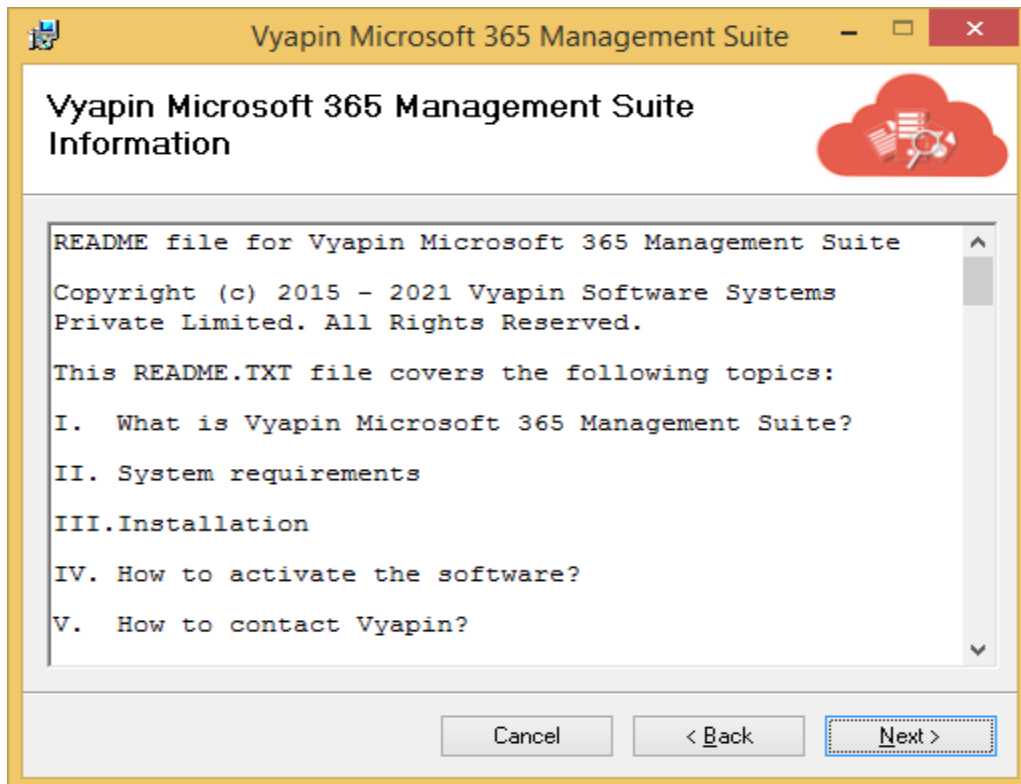 Vyapin Microsoft 365 Management Suite
Vyapin Microsoft 365 Management Suite
Information
README file for Vyapin Microsoft 365 Management Suite
Copyright (c) 2015 - 2021 Vyapin Software Systems
Private Limited. All Rights Reserved.
This README.TXT file covers the following topics:
I. What is Vyapin Microsoft 365 Management Suite?
II. System requirements
III.Installation
IV. How to activate the software?
V. How to contact Vyapin?
Cancel
< Back
Next >